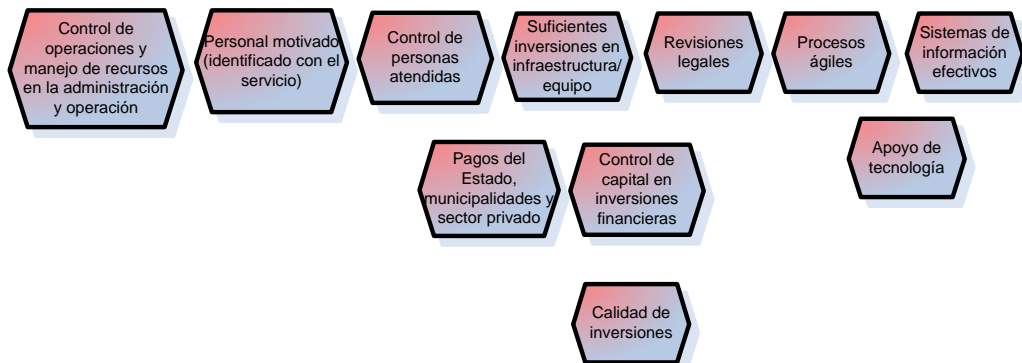 Control de
operaciones y
manejo de recursos
en la administración
y operación
Personal motivado
(identificado con el
servicio)
Control de
personas
atendidas
Suficientes
inversiones en
infraestructura/
equipo
Revisiones
legales
Procesos
ágiles
Sistemas de
información
efectivos
Pagos del
Estado,
municipalidades y
sector privado
Control de
capital en
inversiones
financieras
Apoyo de
tecnología
Calidad de
inversiones